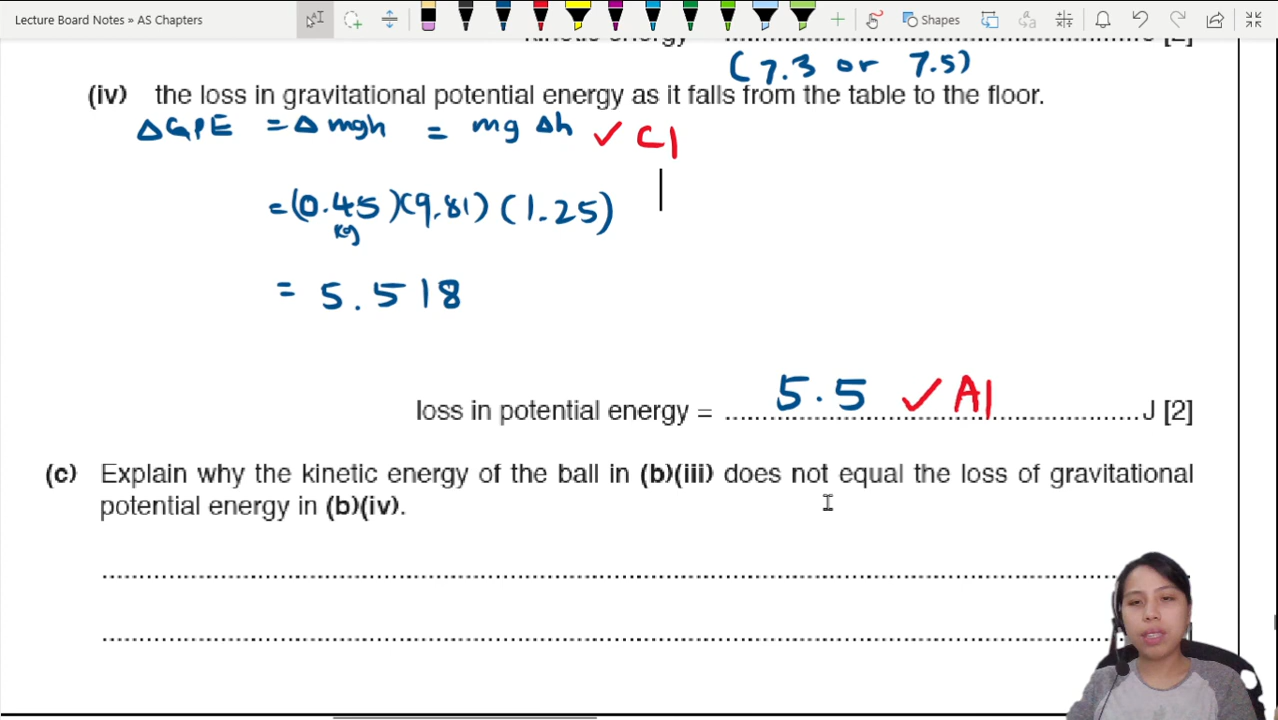 Lecture Board Notes » AS Chapters
Shapes
(7.3 or 7.5)
(iv) the loss in gravitational potential energy as it falls from the table to the floor.
ΔGPE = Δmgh = mg Δh ✓ C1
= (0.45)(9.81)(1.25)
kg
= 5.518
5.5 ✓ A1
loss in potential energy = ........................................ J [2]
(c) Explain why the kinetic energy of the ball in (b)(iii) does not equal the loss of gravitational
potential energy in (b)(iv).